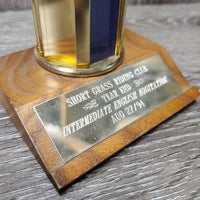 SHORT GRASS RIDING CLUB
YEAR END
INTERMEDIATE ENGLISH EQUITATION
AUG 27/94